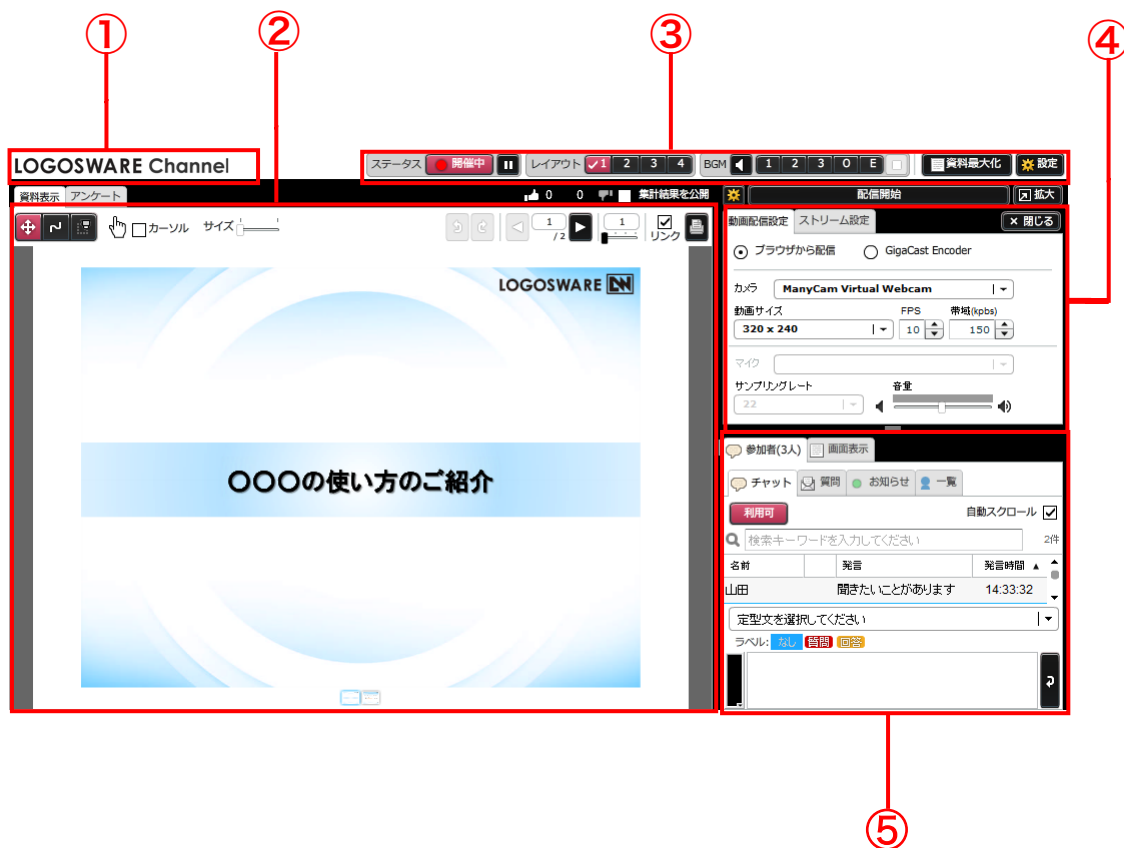 ① ② ③ ④
LOGOSWARE Channel
ステータス 開催中 レイアウト 1 2 3 4 BGM 1 2 3 O E 資料最大化 設定
資料表示 アンケート 0 0 集計結果を公開
配信開始 拡大
カーソル サイズ 1 /2 1 リンク
動画配信設定 ストリーム設定 × 閉じる
ブラウザから配信 GigaCast Encoder
カメラ ManyCam Virtual Webcam
動画サイズ FPS 帯域(kpbs)
320 x 240 10 150
マイク
サンプリングレート 音量
22
LOGOSWARE
〇〇〇の使い方のご紹介
参加者(3人) 画面表示
チャット 質問 お知らせ 一覧
利用可 自動スクロール
検索キーワードを入力してください 2件
名前 発言 発言時間 ▲
山田 聞きたいことがあります 14:33:32
定型文を選択してください
ラベル: なし 質問 回答
⑤